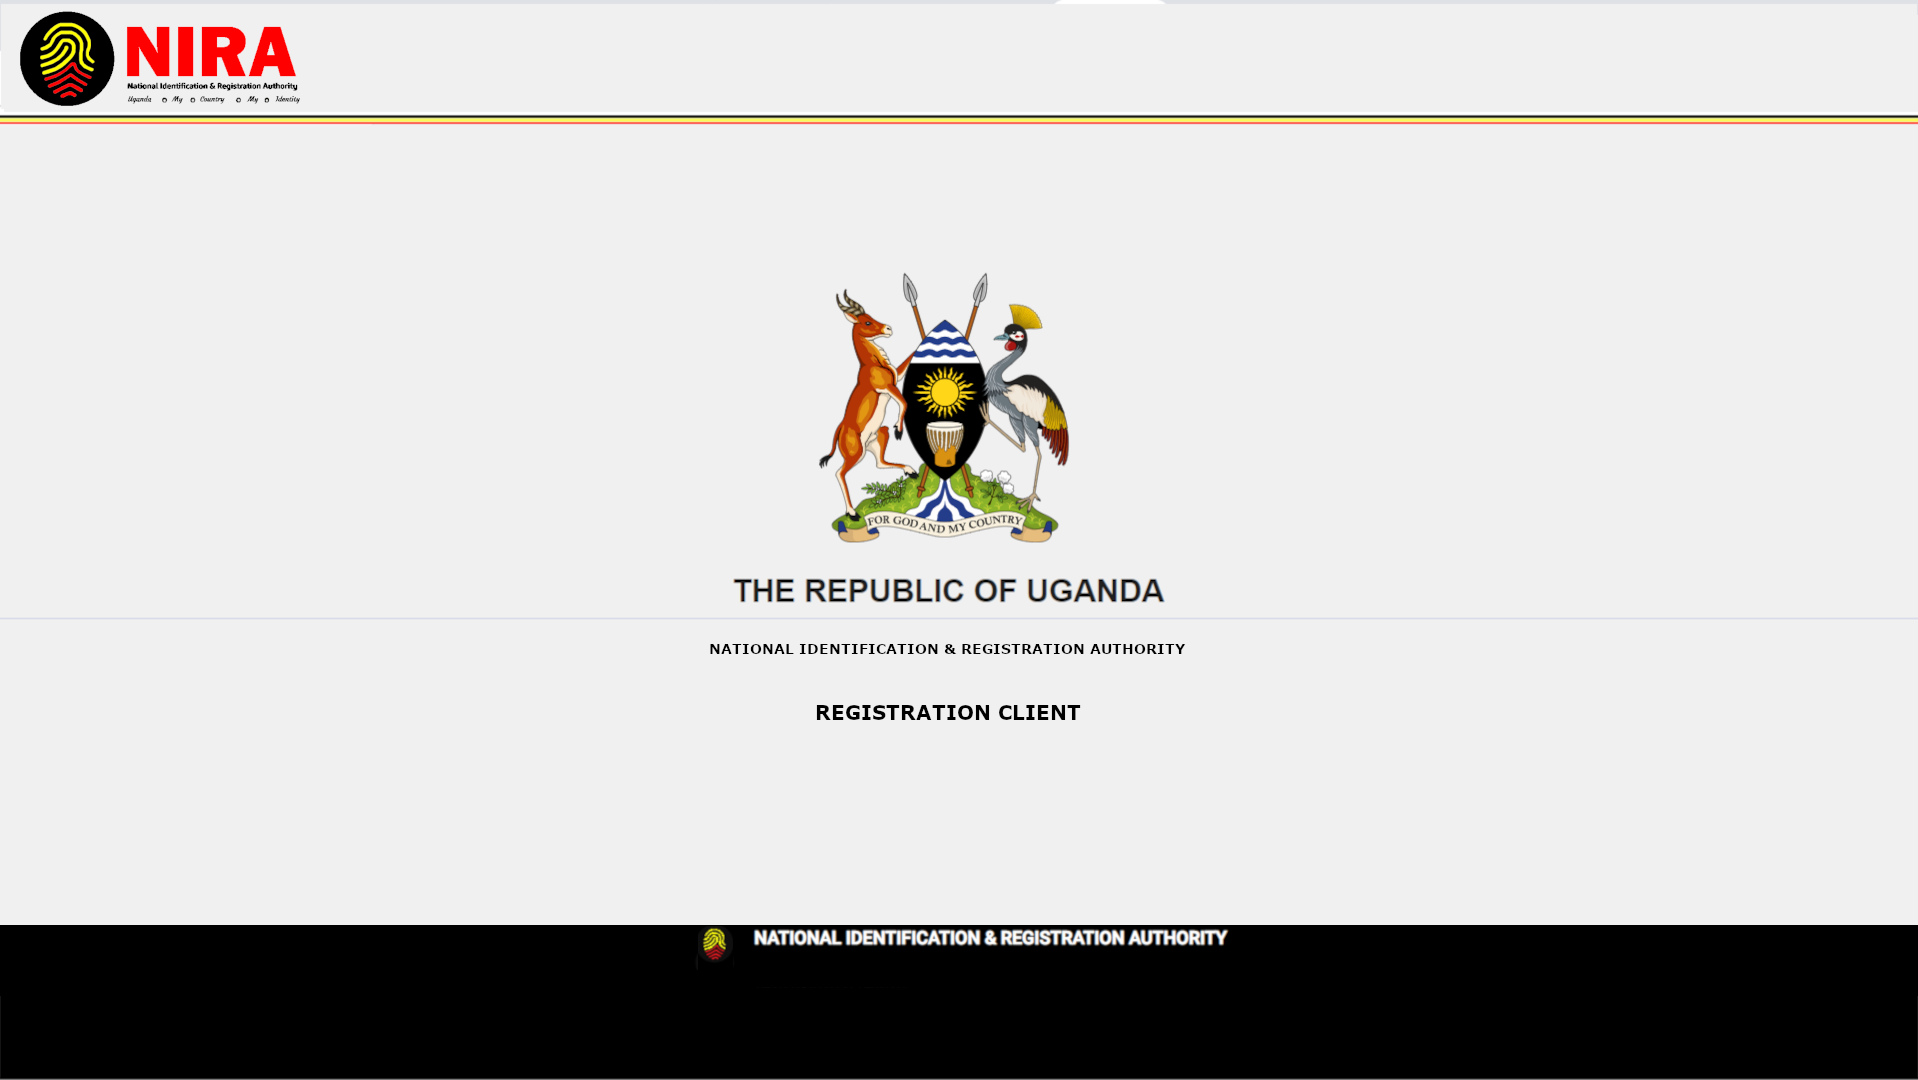 NIRA
National Identification & Registration Authority
Uganda o My o Country o My o Identity
FOR GOD AND MY COUNTRY
THE REPUBLIC OF UGANDA
NATIONAL IDENTIFICATION & REGISTRATION AUTHORITY
REGISTRATION CLIENT
NATIONAL IDENTIFICATION & REGISTRATION AUTHORITY